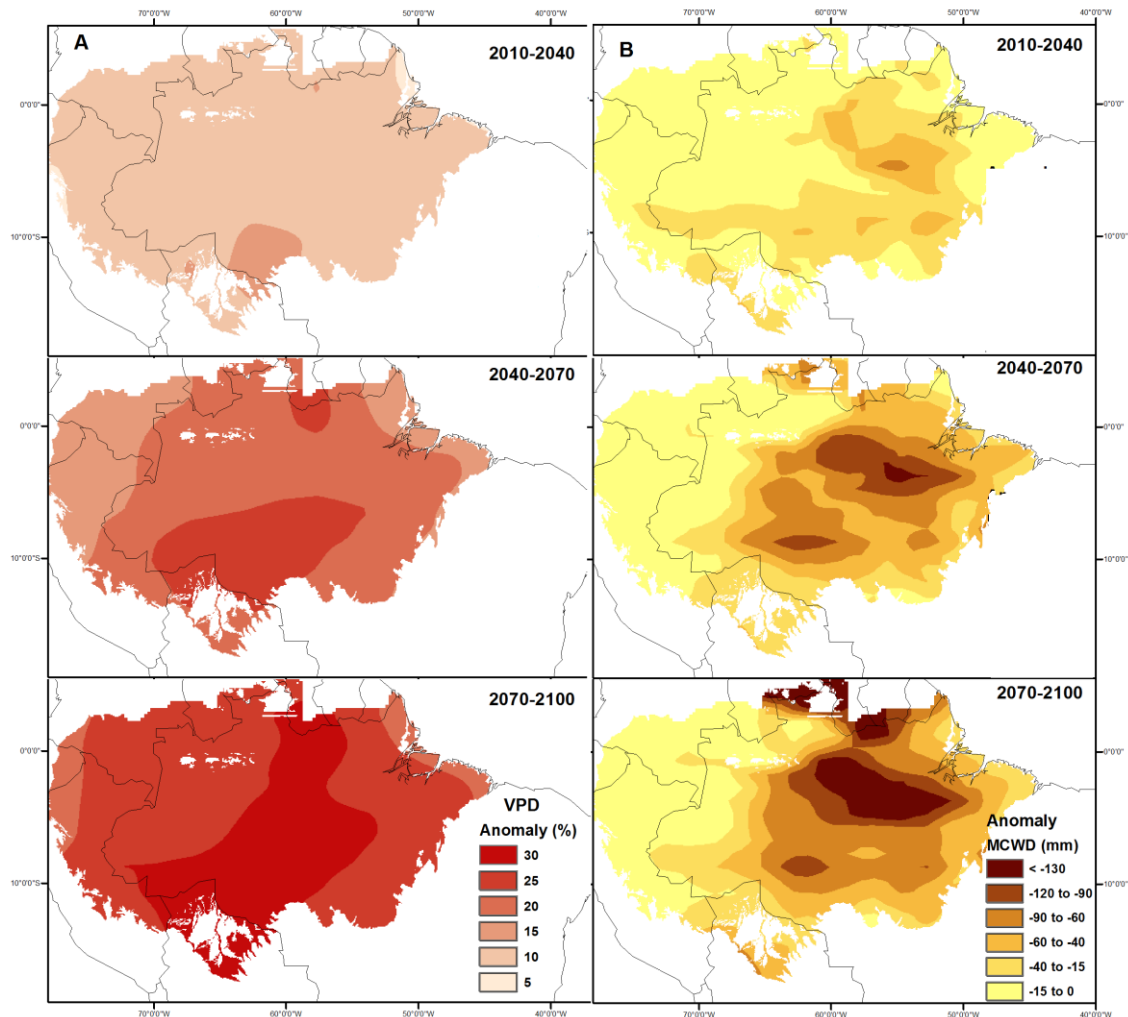 70°0'0"W 60°0'0"W 50°0'0"W 40°0'0"W
70°0'0"W 60°0'0"W 50°0'0"W 40°0'0"W
A
2010-2040
B
2010-2040
0°0'0"
10°0'0"S
0°0'0"
10°0'0"S
2040-2070
2040-2070
0°0'0"
10°0'0"S
0°0'0"
10°0'0"S
2070-2100
2070-2100
0°0'0"
10°0'0"S
0°0'0"
10°0'0"S
VPD
Anomaly (%)
30
25
20
15
10
5
Anomaly
MCWD (mm)
< -130
-120 to -90
-90 to -60
-60 to -40
-40 to -15
-15 to 0
70°0'0"W 60°0'0"W 50°0'0"W
70°0'0"W 60°0'0"W 50°0'0"W 40°0'0"W